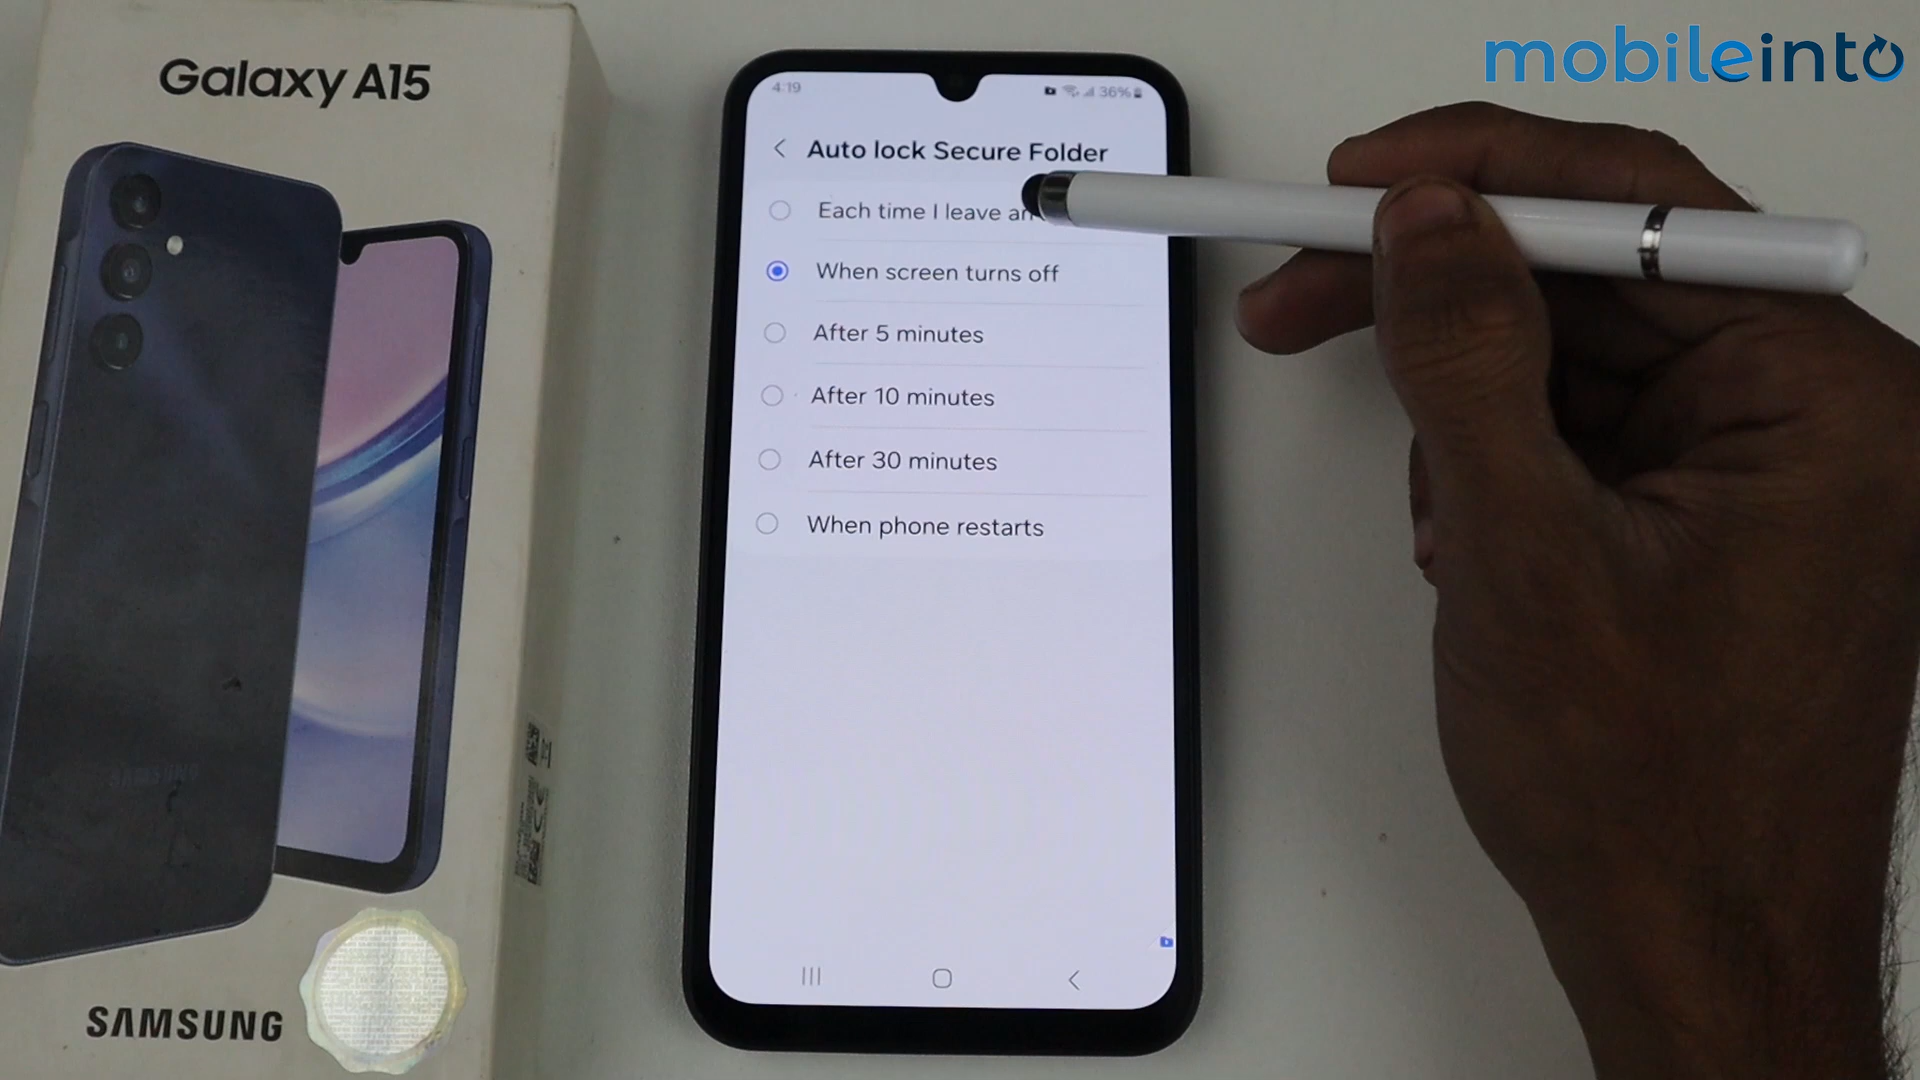 mobileinto
Galaxy A15
SAMSUNG
SAMSUNG
4:19
36%
Auto lock Secure Folder
Each time I leave
When screen turns off
After 5 minutes
After 10 minutes
After 30 minutes
When phone restarts